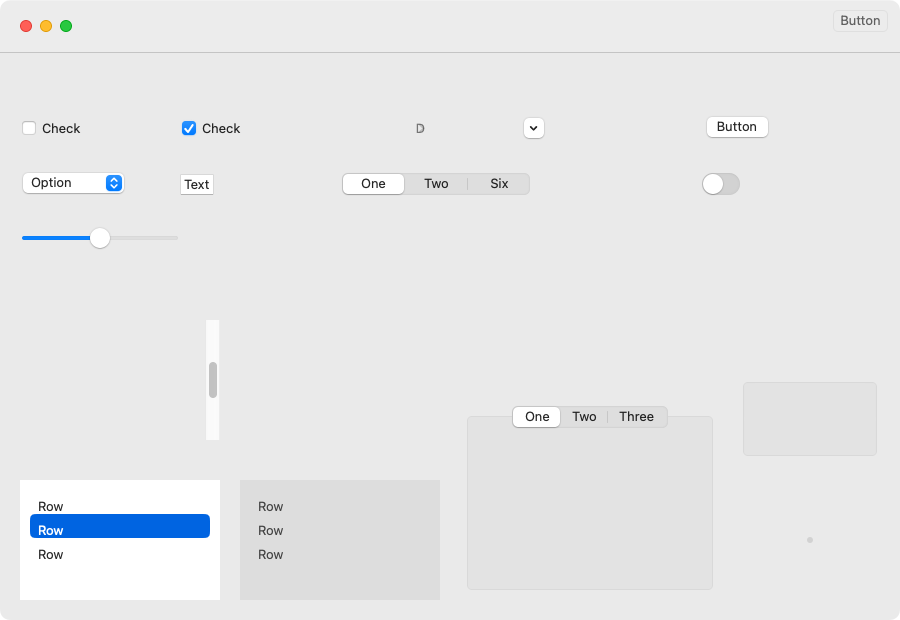 Button
Check
Check
D
Button
Option
Text
One Two Six
One Two Three
Row
Row
Row
Row
Row
Row